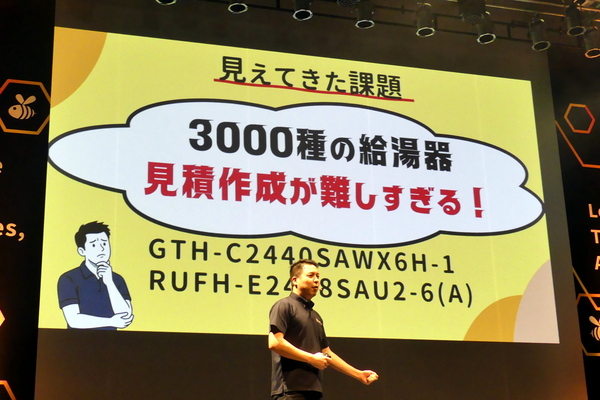 見えてきた課題
3000種の給湯器
見積作成が難しすぎる!
GTH-C2440SAWX6H-1
RUFH-E24 8SAU2-6(A)
e
es,
L
T
A